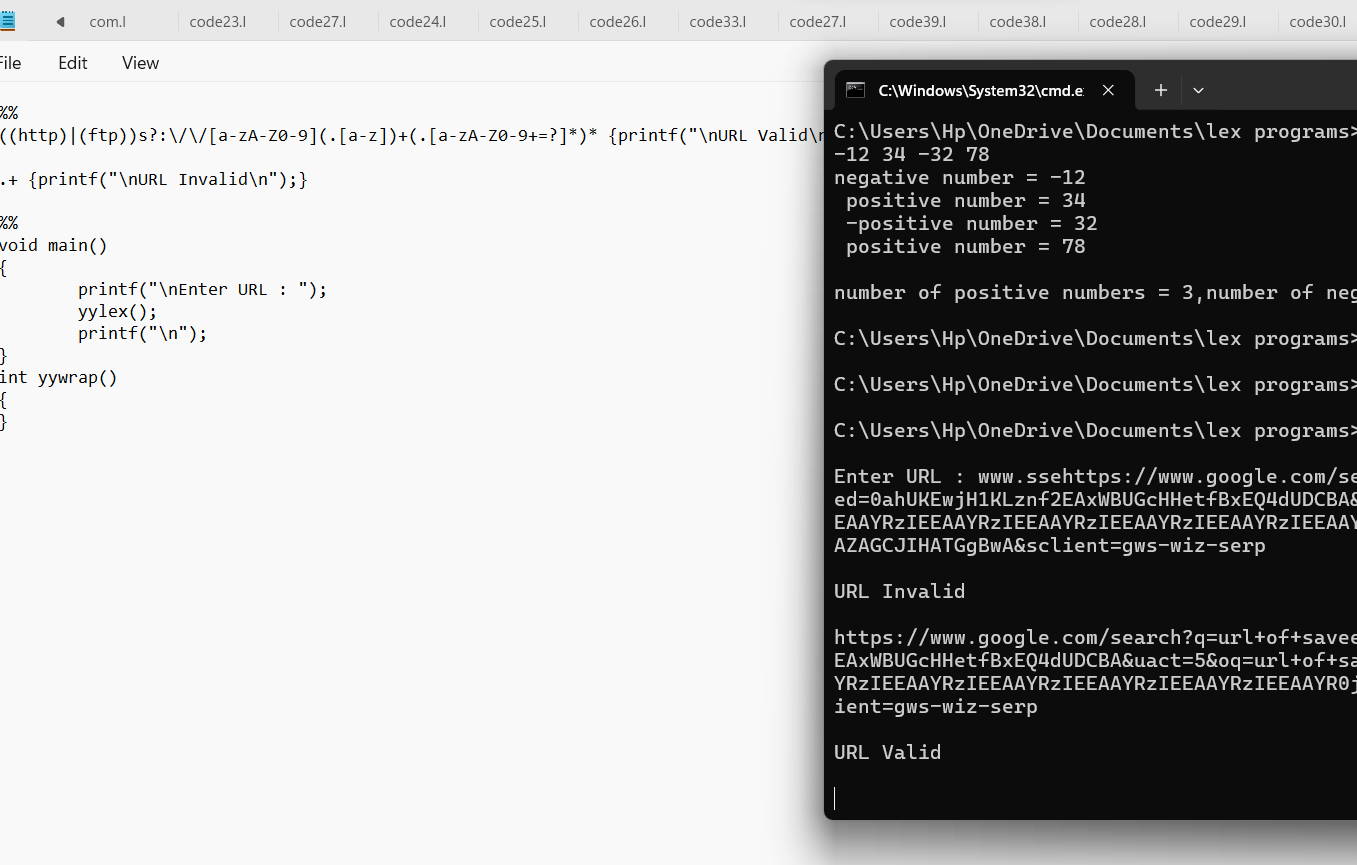 com.l code23.l code27.l code24.l code25.l code26.l code33.l code27.l code39.l code38.l code28.l code29.l code30.l
File Edit View
%%
((http)|(ftp))s?:\/\/[a-zA-Z0-9](.[a-z])+(.[a-zA-Z0-9+=?]*)* {printf("\nURL Valid\n
.+ {printf("\nURL Invalid\n");}
%%
void main()
{
printf("\nEnter URL : ");
yylex();
printf("\n");
}
int yywrap()
{
}
C:\Windows\System32\cmd.e
C:\Users\Hp\OneDrive\Documents\lex programs>
-12 34 -32 78
negative number = -12
positive number = 34
-positive number = 32
positive number = 78
number of positive numbers = 3,number of neg
C:\Users\Hp\OneDrive\Documents\lex programs>
C:\Users\Hp\OneDrive\Documents\lex programs>
C:\Users\Hp\OneDrive\Documents\lex programs>
Enter URL : www.ssehttps://www.google.com/se
ed=0ahUKEwjH1KLznf2EAxWBUGcHHetfBxEQ4dUDCBA&
EAAYRzIEEAAYRzIEEAAYRzIEEAAYRzIEEAAYRzIEEAAY
AZAGCJIHATGgBwA&sclient=gws-wiz-serp
URL Invalid
https://www.google.com/search?q=url+of+savee
EAxWBUGcHHetfBxEQ4dUDCBA&uact=5&oq=url+of+sa
YRzIEEAAYRzIEEAAYRzIEEAAYRzIEEAAYRzIEEAAYR0j
ient=gws-wiz-serp
URL Valid